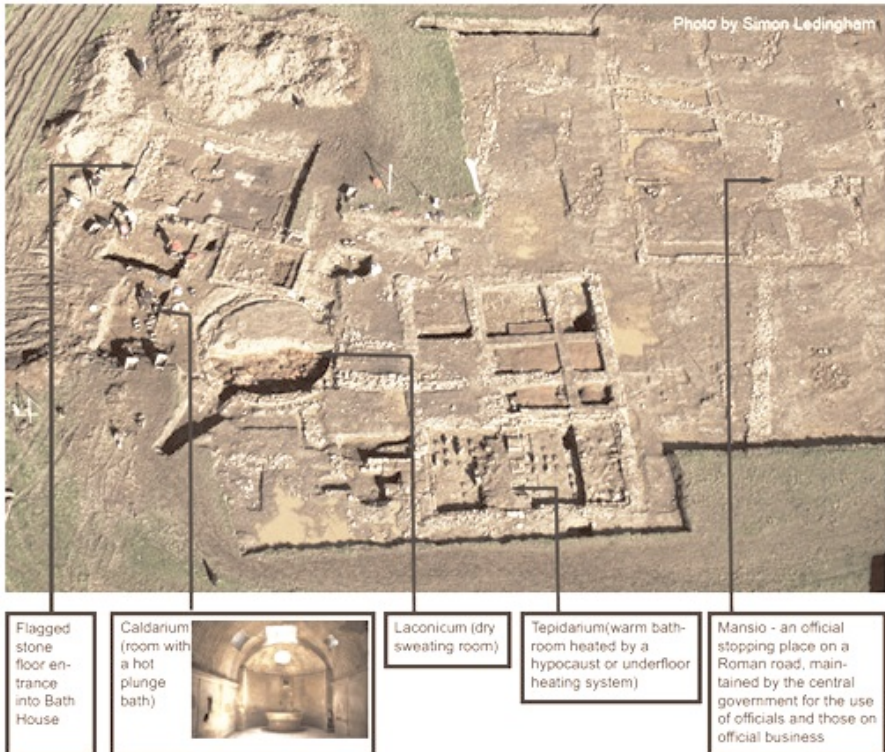 Photo by Simon Ledingham
Flagged
stone
floor en-
trance
into Bath
House
Caldarium
(room with
a hot
plunge
bath)
Laconicum (dry
sweating room)
Tepidarium(warm bath-
room heated by a
hypocaust or underfloor
heating system)
Mansio - an official
stopping place on a
Roman road, main-
tained by the central
government for the use
of officials and those on
official business